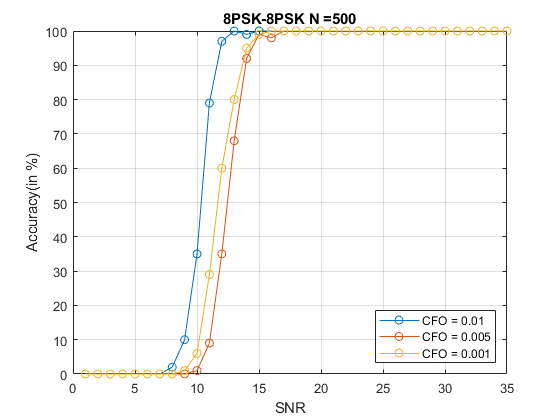 8PSK-8PSK N =500
Accuracy(in %)
100
90
80
70
60
50
40
30
20
10
0
0 5 10 15 20 25 30 35
SNR
CFO = 0.01
CFO = 0.005
CFO = 0.001